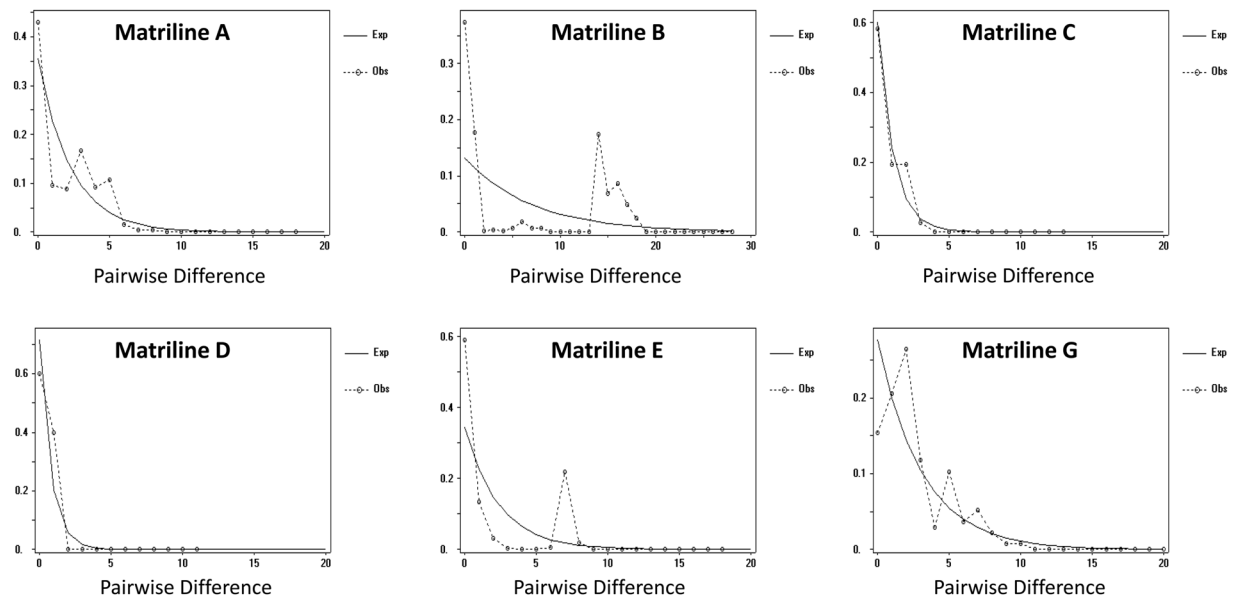 Matriline A
Exp
Obs
0.4
0.3
0.2
0.1
0.
0 5 10 15 20
Pairwise Difference
Matriline B
Exp
Obs
0.3
0.2
0.1
0.
0 10 20 30
Pairwise Difference
Matriline C
Exp
Obs
0.6
0.4
0.2
0.
0 5 10 15 20
Pairwise Difference
Matriline D
Exp
Obs
0.6
0.4
0.2
0.
0 5 10 15 20
Pairwise Difference
Matriline E
Exp
Obs
0.6
0.4
0.2
0.
0 5 10 15 20
Pairwise Difference
Matriline G
Exp
Obs
0.2
0.1
0.
0 5 10 15 20
Pairwise Difference